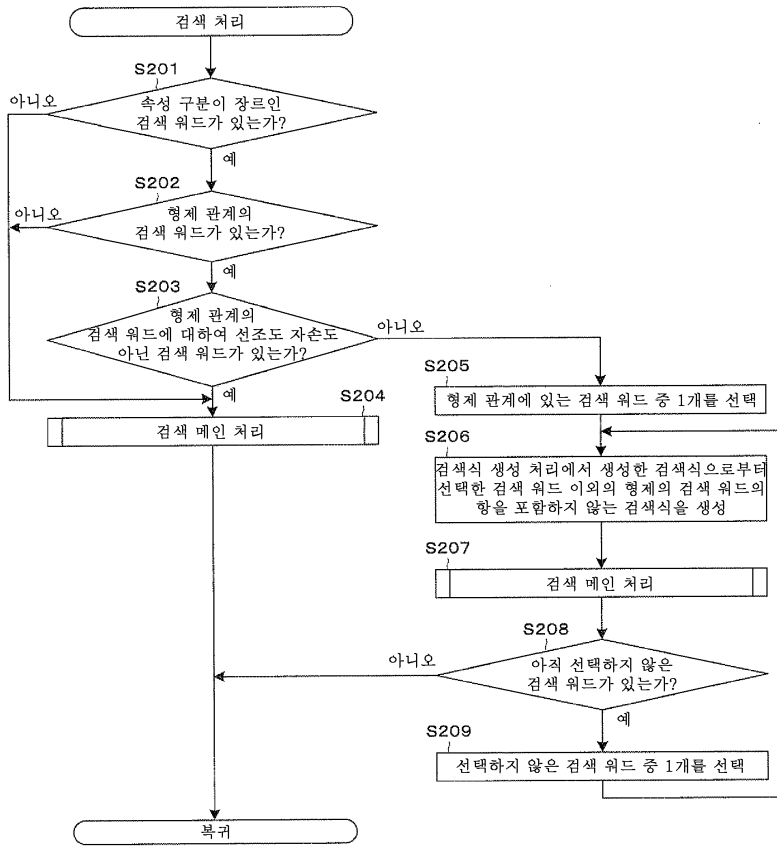 검색 처리
S201
아니오
속성 구분이 장르인
검색 워드가 있는가?
예
S202
아니오
형제 관계의
검색 워드가 있는가?
예
S203
형제 관계의
검색 워드에 대하여 선조도 자손도
아닌 검색 워드가 있는가?
아니오
예
S204
검색 메인 처리
S205
형제 관계에 있는 검색 워드 중 1개를 선택
S206
검색식 생성 처리에서 생성한 검색식으로부터
선택한 검색 워드 이외의 형제의 검색 워드의
항을 포함하지 않는 검색식을 생성
S207
검색 메인 처리
S208
아니오
아직 선택하지 않은
검색 워드가 있는가?
예
S209
선택하지 않은 검색 워드 중 1개를 선택
복귀